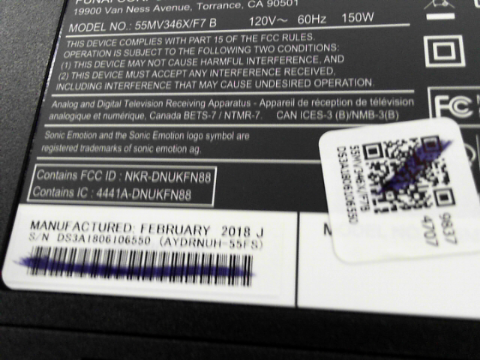 19900 Van Ness Avenue, Torrance, CA 90501
MODEL NO.: 55MV346X/F7 B 120V~ 60Hz 150W
THIS DEVICE COMPLIES WITH PART 15 OF THE FCC RULES.
OPERATION IS SUBJECT TO THE FOLLOWING TWO CONDITIONS:
(1) THIS DEVICE MAY NOT CAUSE HARMFUL INTERFERENCE, AND
(2) THIS DEVICE MUST ACCEPT ANY INTERFERENCE RECEIVED,
INCLUDING INTERFERENCE THAT MAY CAUSE UNDESIRED OPERATION.
Analog and Digital Television Receiving Apparatus - Appareil de réception de télévision
analogique et numérique, Canada BETS-7 / NTMR-7. CAN ICES-3 (B)/NMB-3(B)
Sonic Emotion and the Sonic Emotion logo symbol are
registered trademarks of sonic emotion ag.
Contains FCC ID : NKR-DNUKFN88
Contains IC : 4441A-DNUKFN88
MANUFACTURED: FEBRUARY 2018 J
S/N DS3A1806106550 (AYDRNUH-55FS)
FC
55MV346X/F7B
DS3A1806106550
9837
4707